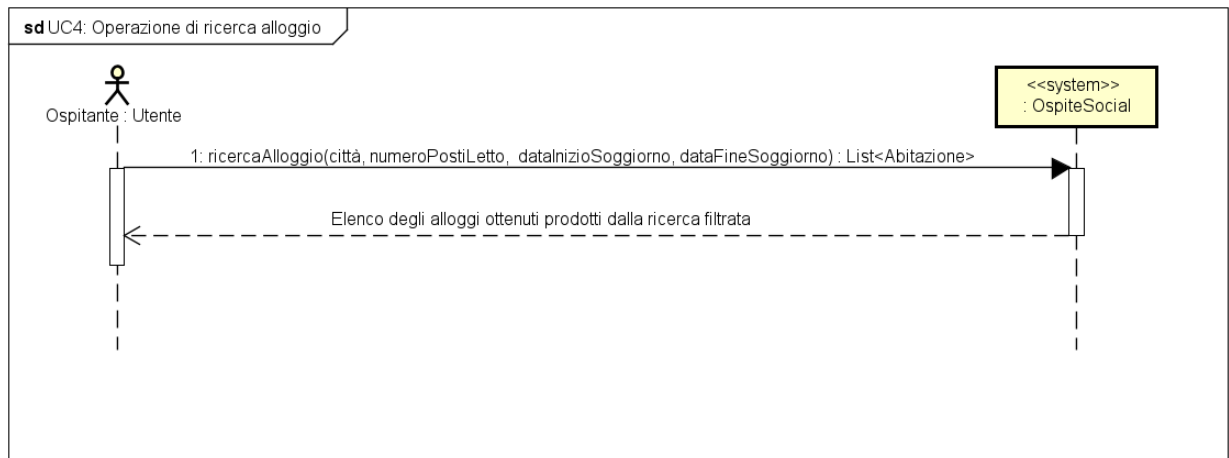 sd UC4: Operazione di ricerca alloggio
Ospitante : Utente
<<system>>
: OspiteSocial
1: ricercaAlloggio(città, numeroPostiLetto, dataInizioSoggiorno, dataFineSoggiorno) : List<Abitazione>
Elenco degli alloggi ottenuti prodotti dalla ricerca filtrata